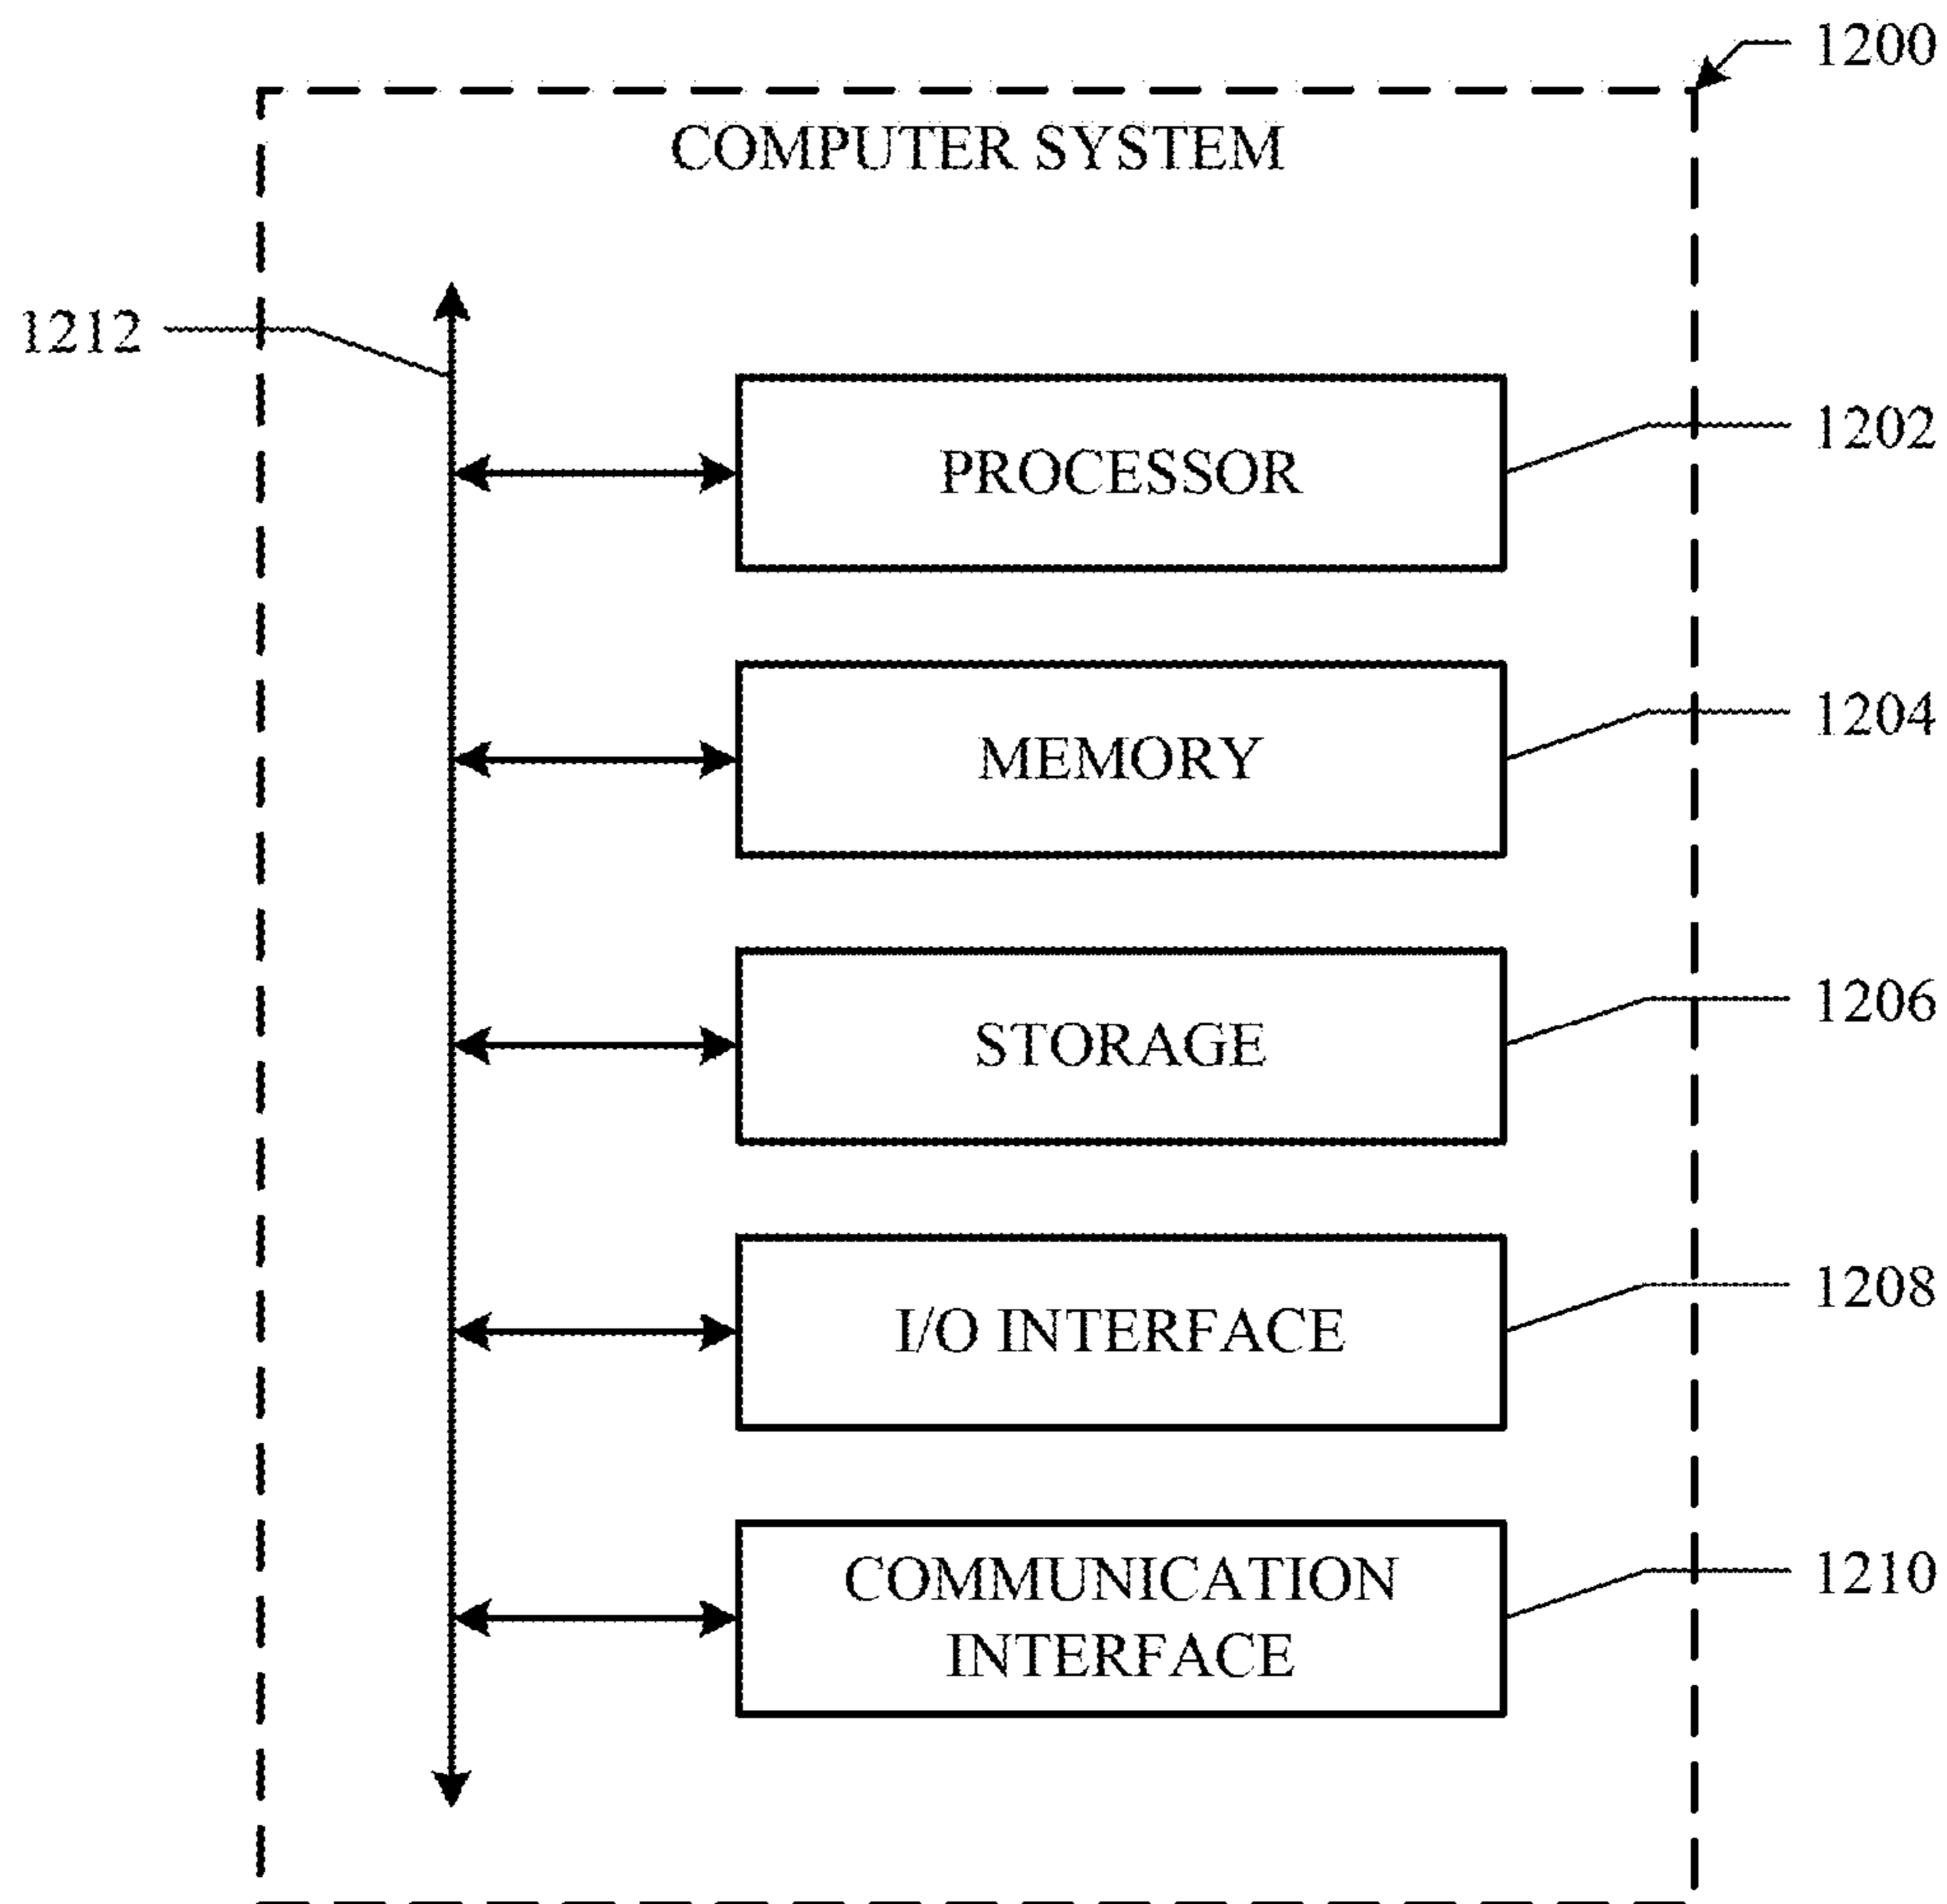 1200
COMPUTER SYSTEM
1212
PROCESSOR
1202
MEMORY
1204
STORAGE
1206
I/O INTERFACE
1208
COMMUNICATION
INTERFACE
1210